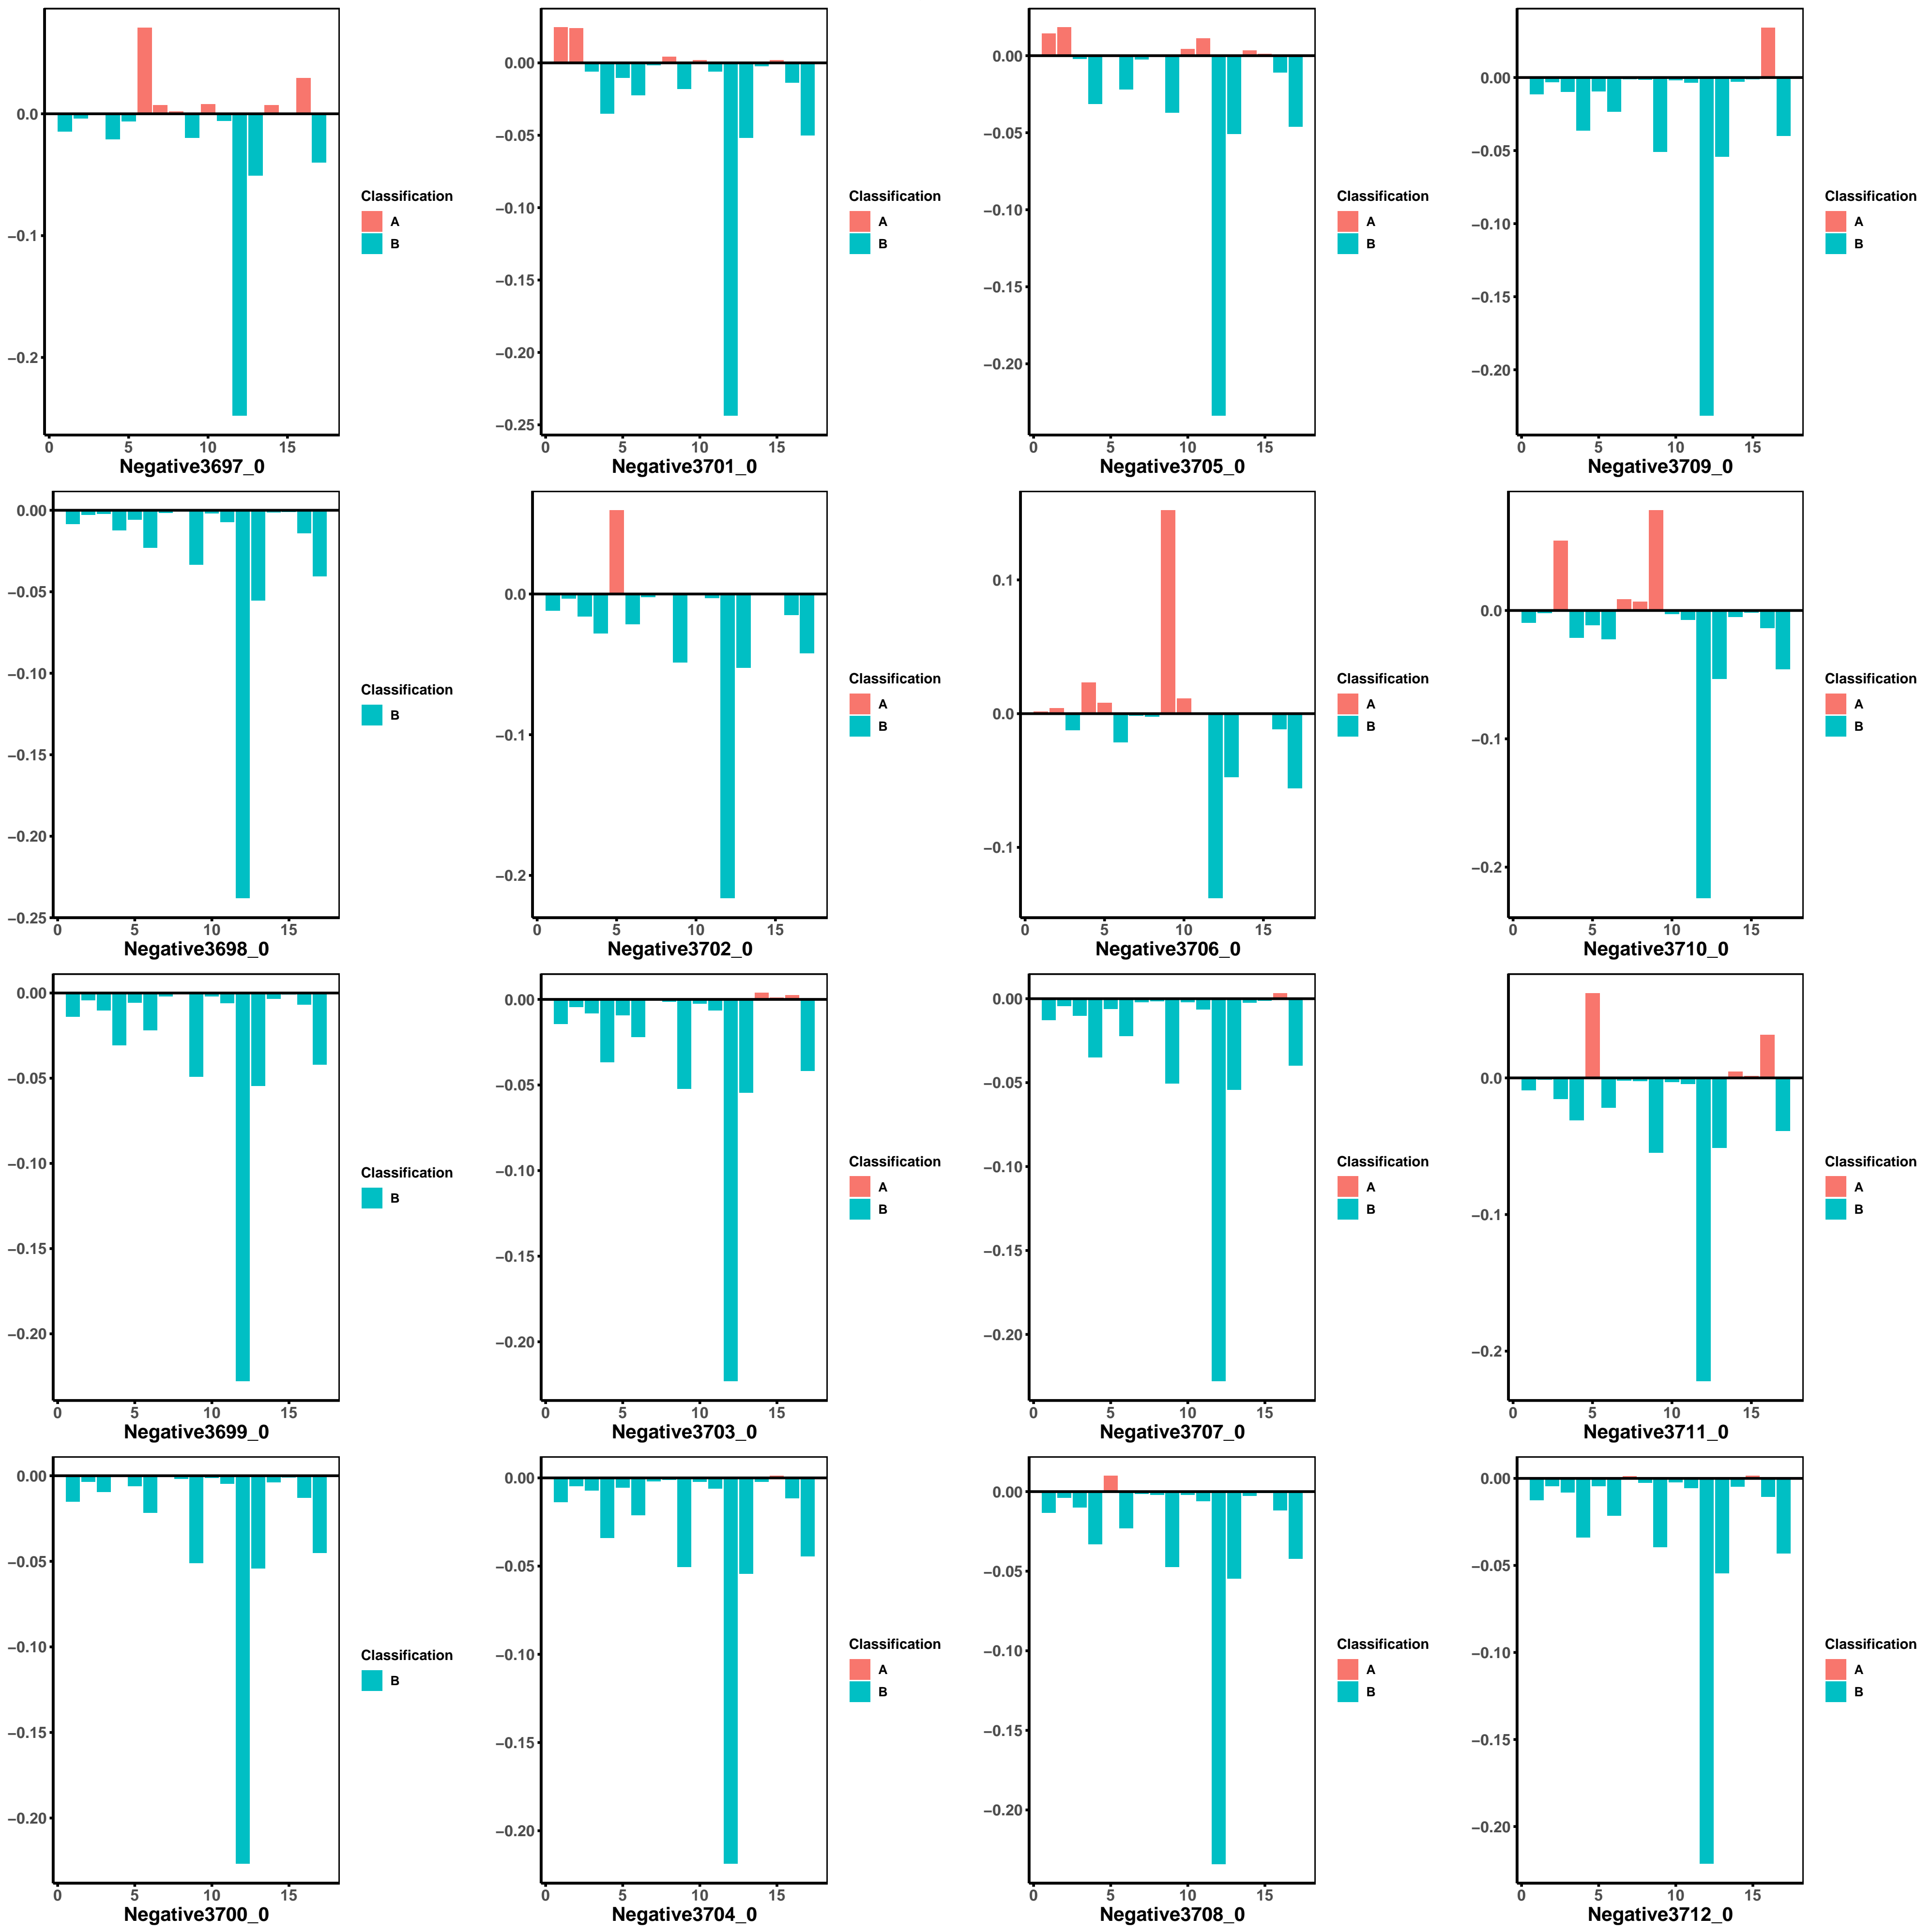 0.0
−0.1
−0.2
0 5 10 15
Negative3697_0
Classification
A
B
0.00
−0.05
−0.10
−0.15
−0.20
−0.25
0 5 10 15
Negative3701_0
Classification
A
B
0.00
−0.05
−0.10
−0.15
−0.20
0 5 10 15
Negative3705_0
Classification
A
B
0.00
−0.05
−0.10
−0.15
−0.20
0 5 10 15
Negative3709_0
Classification
A
B
0.00
−0.05
−0.10
−0.15
−0.20
−0.25
0 5 10 15
Negative3698_0
Classification
B
0.0
−0.1
−0.2
0 5 10 15
Negative3702_0
Classification
A
B
0.1
0.0
−0.1
0 5 10 15
Negative3706_0
Classification
A
B
0.0
−0.1
−0.2
0 5 10 15
Negative3710_0
Classification
A
B
0.00
−0.05
−0.10
−0.15
−0.20
0 5 10 15
Negative3699_0
Classification
B
0.00
−0.05
−0.10
−0.15
−0.20
0 5 10 15
Negative3703_0
Classification
A
B
0.00
−0.05
−0.10
−0.15
−0.20
0 5 10 15
Negative3707_0
Classification
A
B
0.0
−0.1
−0.2
0 5 10 15
Negative3711_0
Classification
A
B
0.00
−0.05
−0.10
−0.15
−0.20
0 5 10 15
Negative3700_0
Classification
B
0.00
−0.05
−0.10
−0.15
−0.20
0 5 10 15
Negative3704_0
Classification
A
B
0.00
−0.05
−0.10
−0.15
−0.20
0 5 10 15
Negative3708_0
Classification
A
B
0.00
−0.05
−0.10
−0.15
−0.20
0 5 10 15
Negative3712_0
Classification
A
B